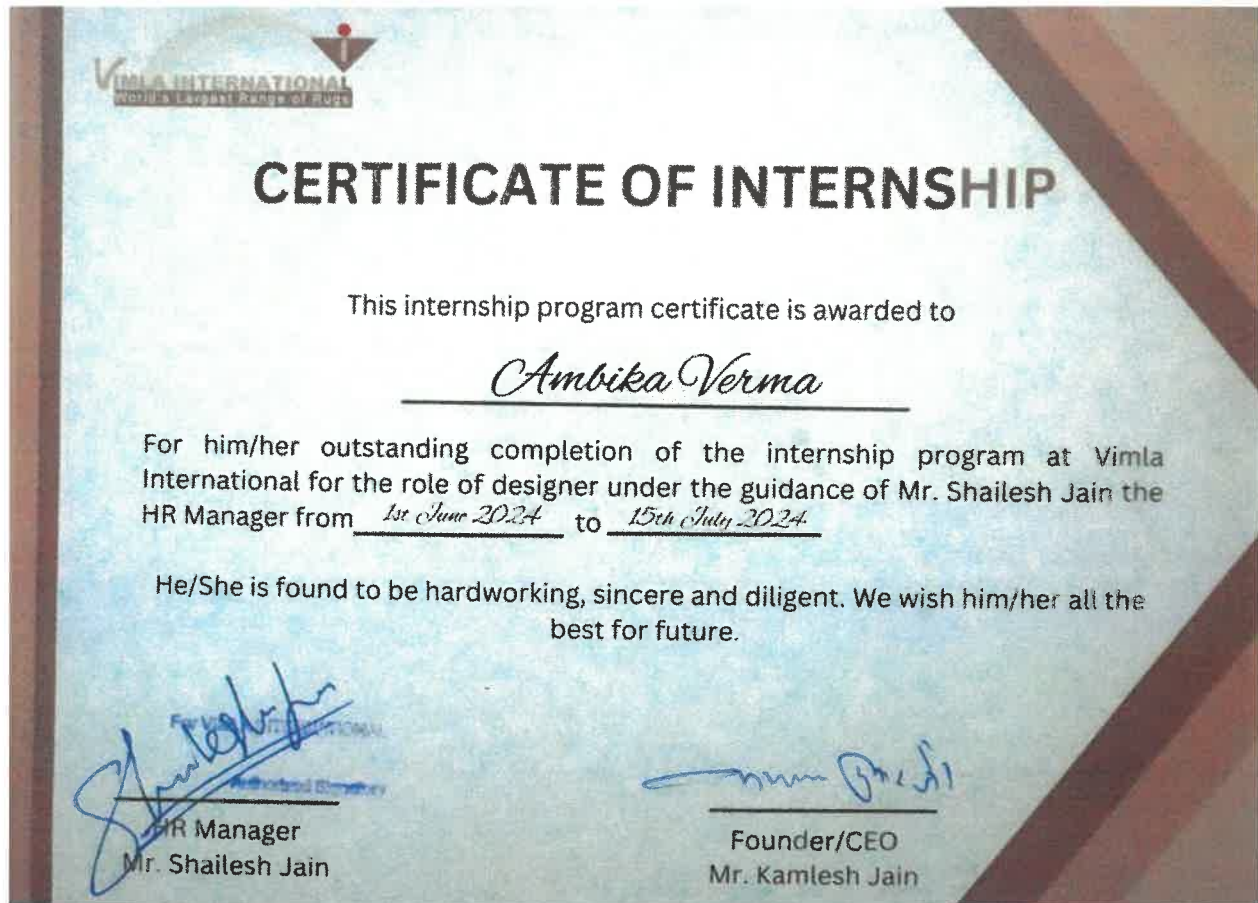 VIMLA INTERNATIONAL
World's Largest Range of Rugs
CERTIFICATE OF INTERNSHIP
This internship program certificate is awarded to
Ambika Verma
For him/her outstanding completion of the internship program at Vimla
International for the role of designer under the guidance of Mr. Shailesh Jain the
HR Manager from 1st June 2024 to 15th July 2024
He/She is found to be hardworking, sincere and diligent. We wish him/her all the
best for future.
For INTERNATIONAL
Authorised Signatory
HR Manager
Mr. Shailesh Jain
Founder/CEO
Mr. Kamlesh Jain